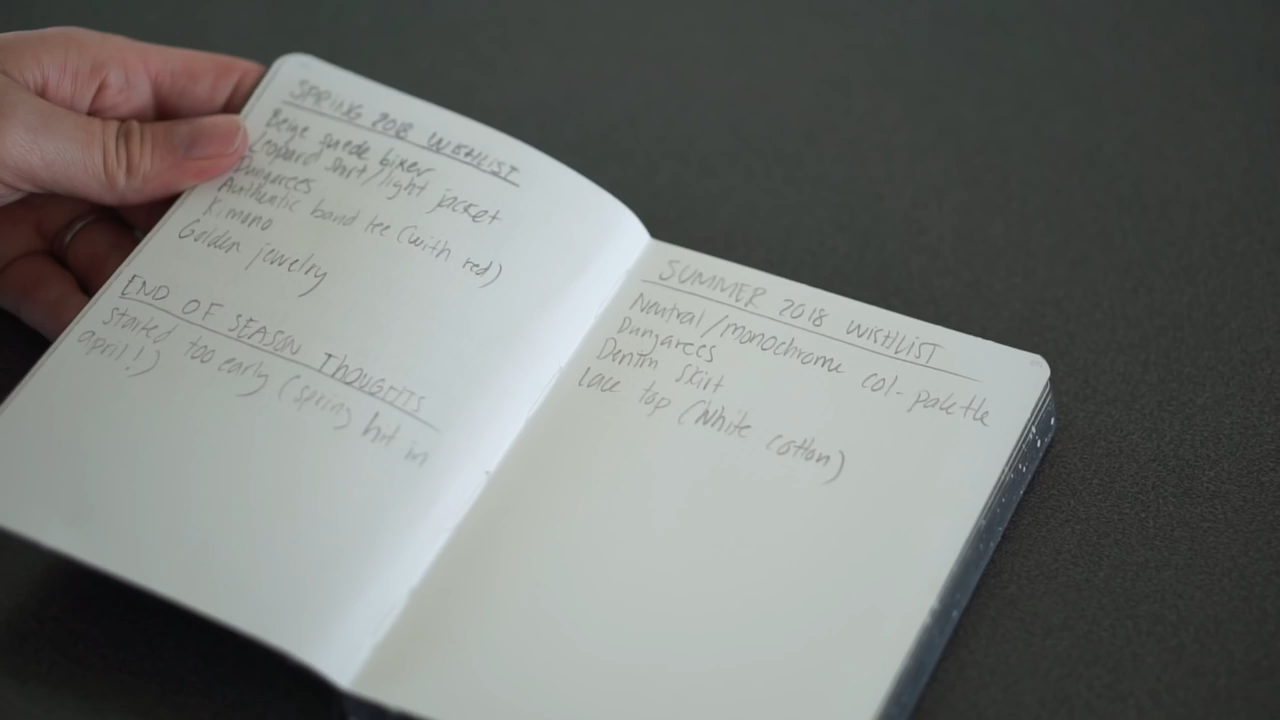 SPRING 2018 WISHLIST
Beige suede biker
Leopard shirt/light jacket
Dungarees
Authentic band tee (with red)
Kimono
Golden jewelry
END OF SEASON THOUGHTS
started too early (spring hit in
april!)
SUMMER 2018 WISHLIST
Neutral/monochrome col- palette
Dungarees
Denim skirt
Lace top (white cotton)